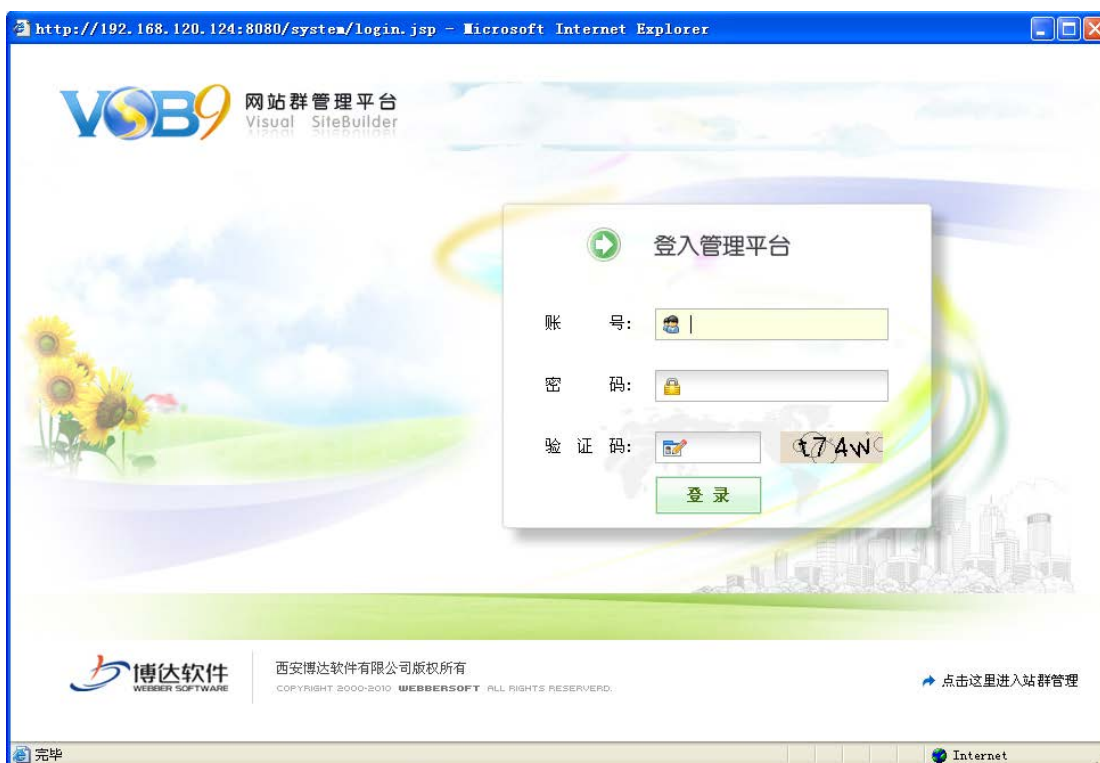 http://192.168.120.124:8080/system/login.jsp - Microsoft Internet Explorer
VSB9 网站群管理平台
Visual SiteBuilder
登入管理平台
账 号:
密 码:
验 证 码: t74w
登 录
博达软件
WEBBER SOFTWARE
西安博达软件有限公司版权所有
COPYRIGHT 2000-2010 WEBBERSOFT ALL RIGHTS RESERVERD.
点击这里进入站群管理
完毕 Internet